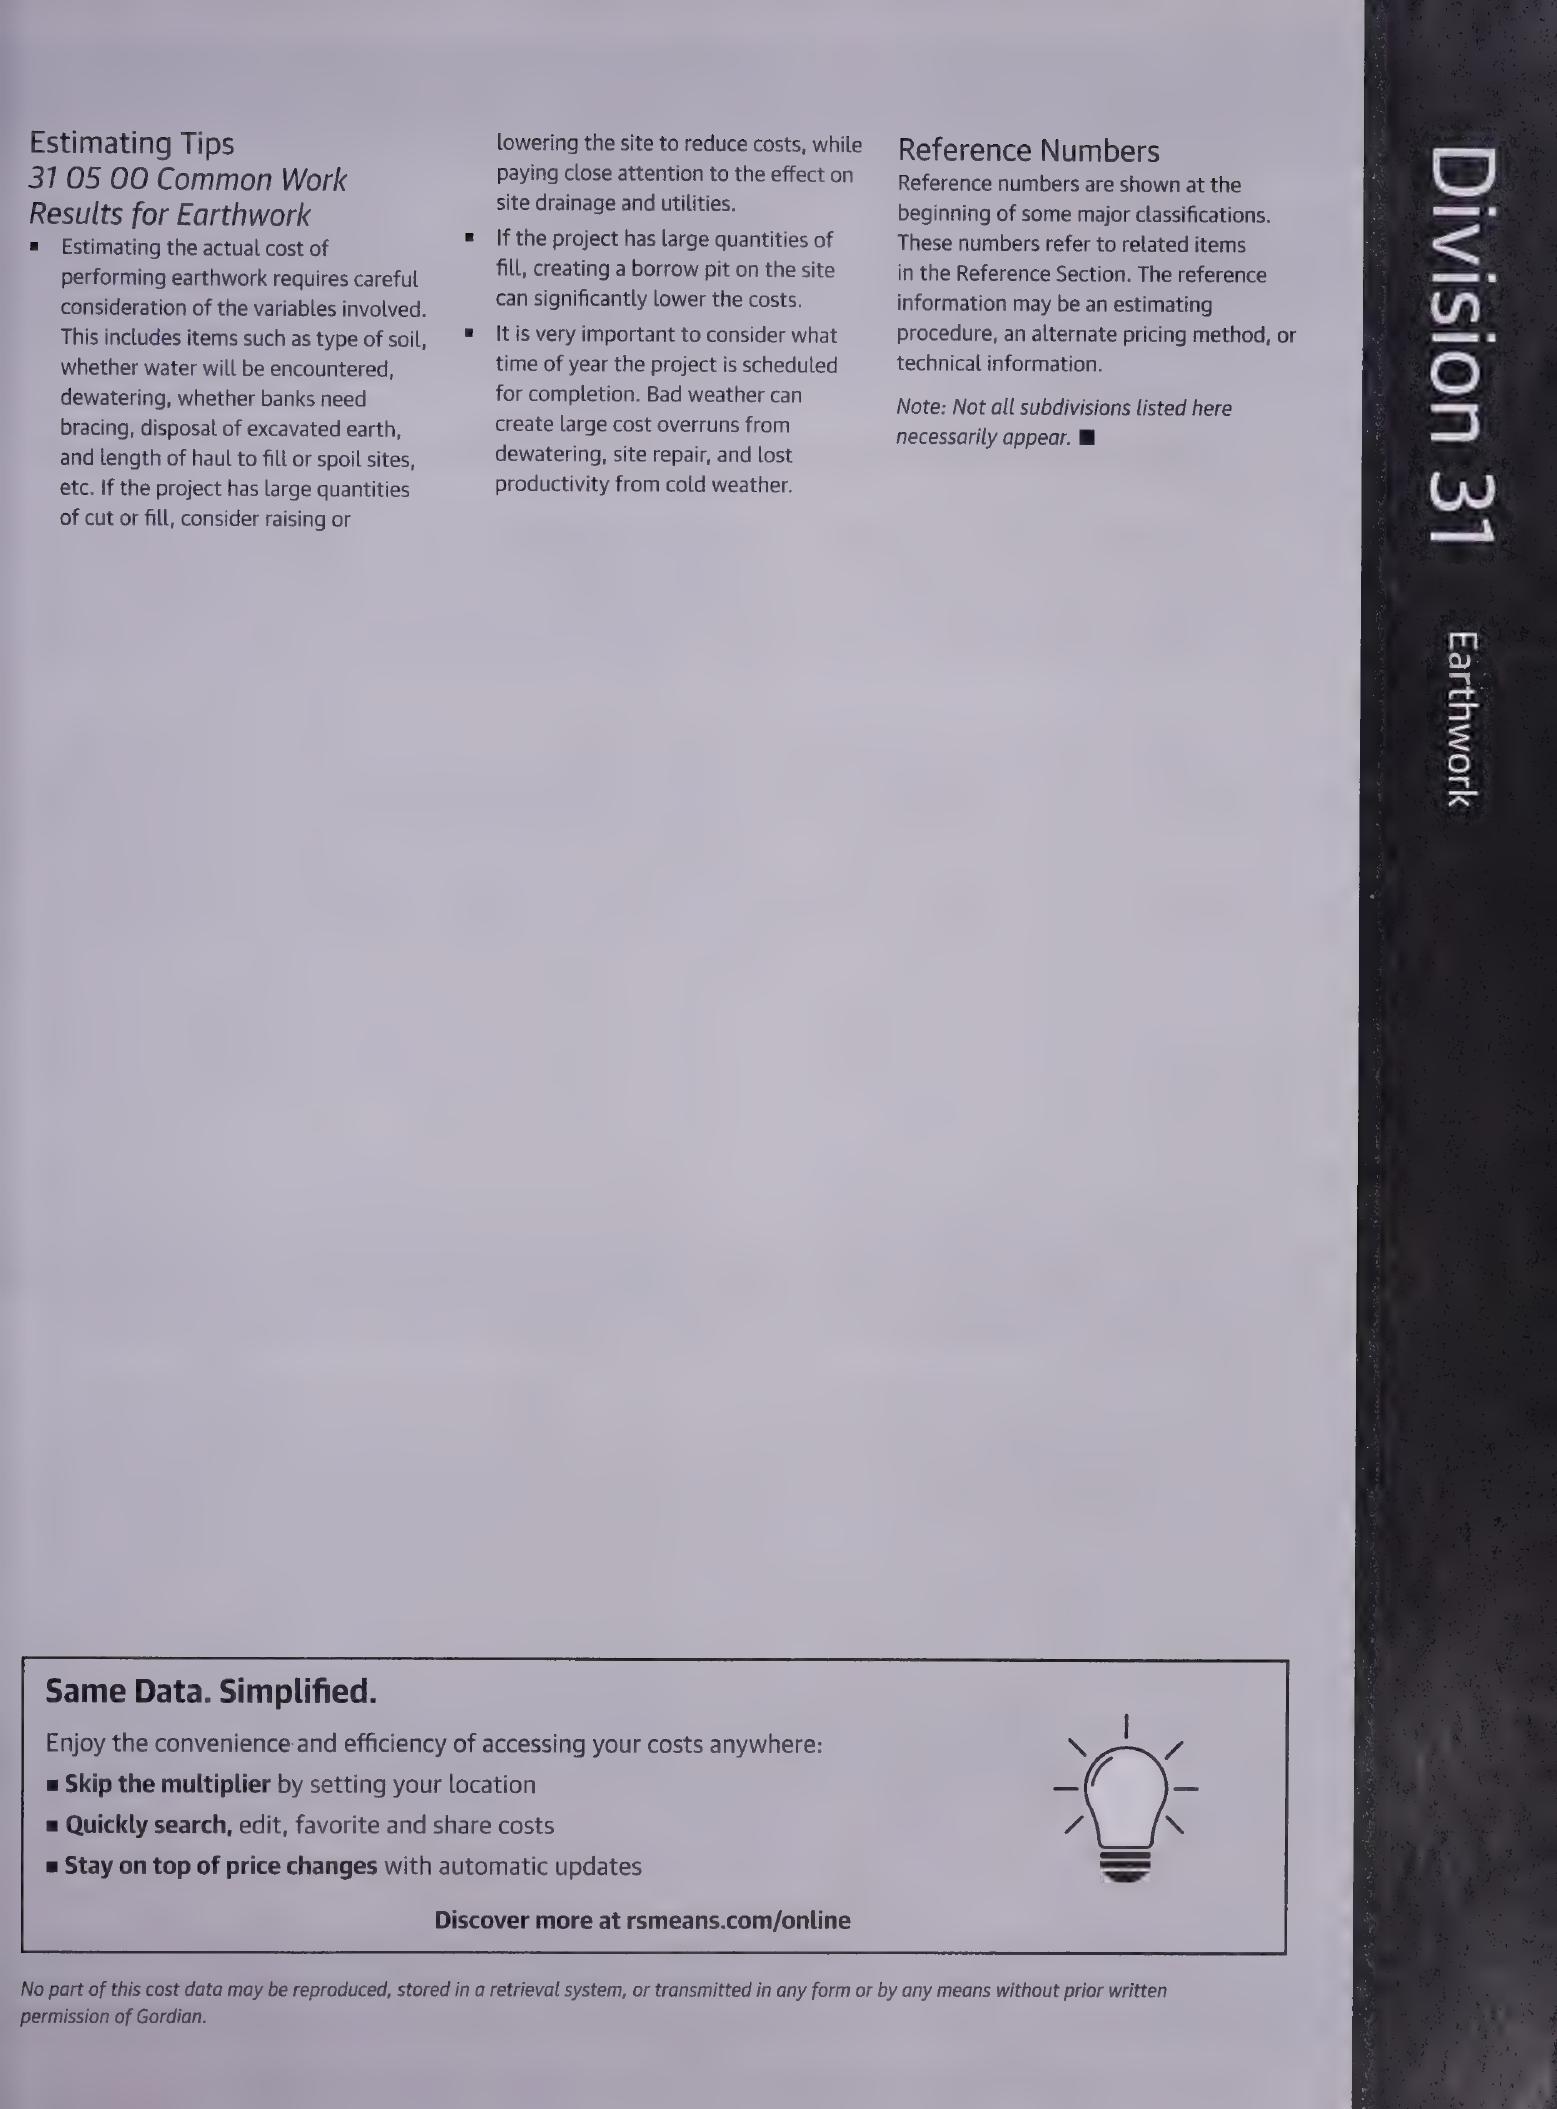 Estimating Tips
31 05 00 Common Work
Results for Earthwork
■ Estimating the actual cost of
performing earthwork requires careful
consideration of the variables involved.
This includes items such as type of soil,
whether water will be encountered,
dewatering, whether banks need
bracing, disposal of excavated earth,
and length of haul to fill or spoil sites,
etc. If the project has large quantities
of cut or fill, consider raising or
lowering the site to reduce costs, while
paying close attention to the effect on
site drainage and utilities.
■ If the project has large quantities of
fill, creating a borrow pit on the site
can significantly lower the costs.
■ It is very important to consider what
time of year the project is scheduled
for completion. Bad weather can
create large cost overruns from
dewatering, site repair, and lost
productivity from cold weather.
Reference Numbers
Reference numbers are shown at the
beginning of some major classifications.
These numbers refer to related items
in the Reference Section. The reference
information may be an estimating
procedure, an alternate pricing method, or
technical information.
Note: Not all subdivisions listed here
necessarily appear. ■
Division 31 Earthwork
Same Data. Simplified.
Enjoy the convenience and efficiency of accessing your costs anywhere:
■ Skip the multiplier by setting your location
■ Quickly search, edit, favorite and share costs
■ Stay on top of price changes with automatic updates
Discover more at rsmeans.com/online
No part of this cost data may be reproduced, stored in a retrieval system, or transmitted in any form or by any means without prior written
permission of Gordian.